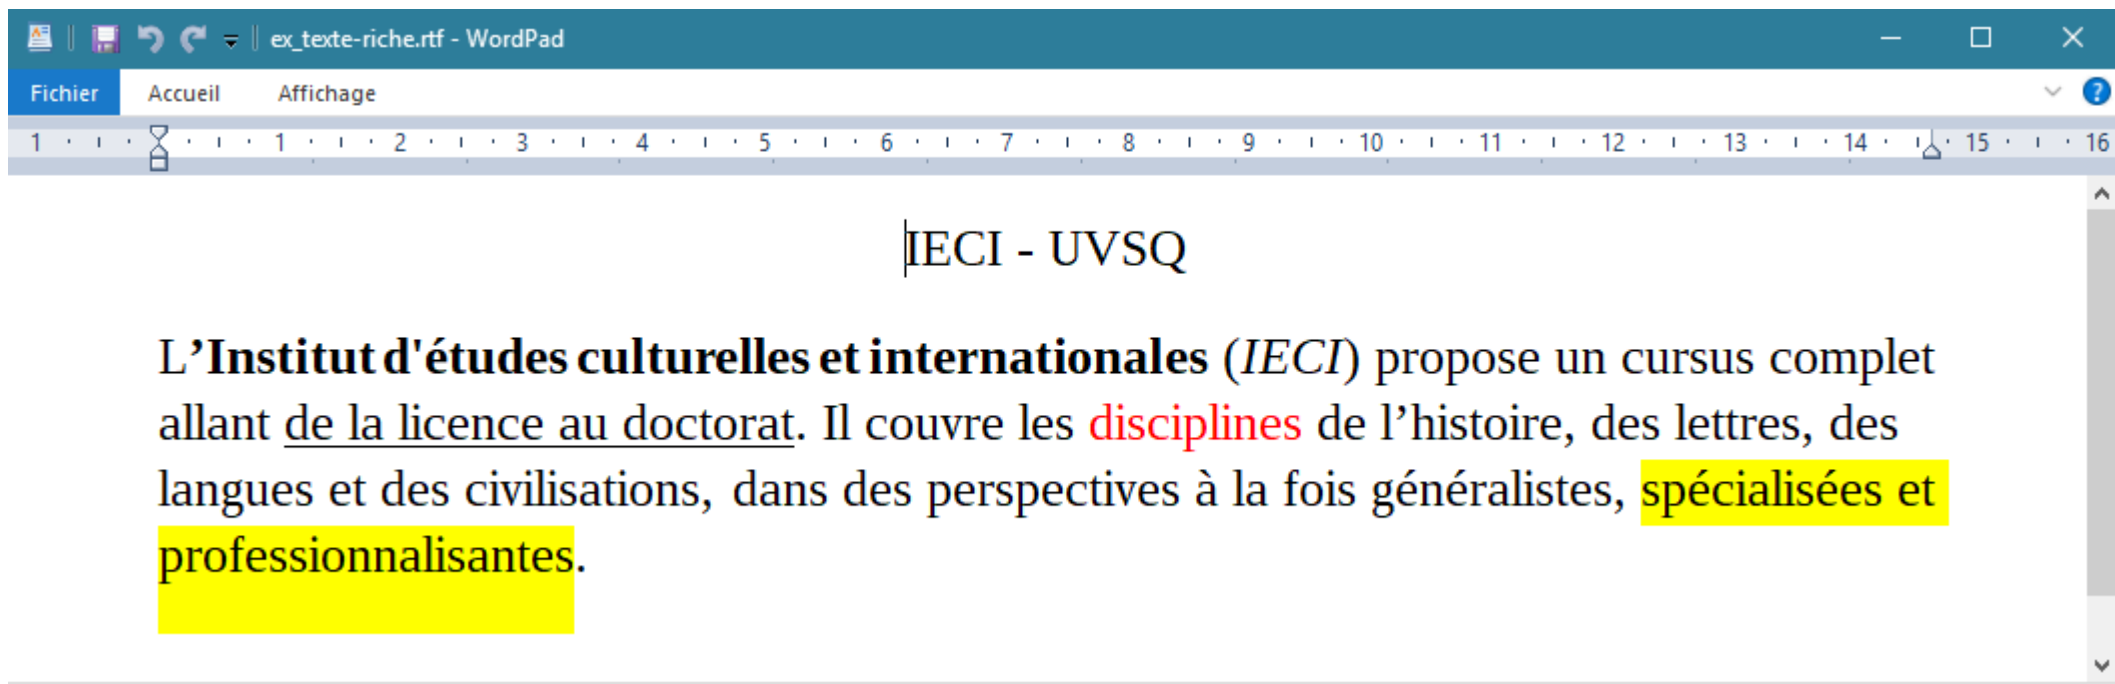 ex_texte-riche.rtf - WordPad
Fichier Accueil Affichage
1 1 2 3 4 5 6 7 8 9 10 11 12 13 14 15 16
IECI - UVSQ
L’Institut d'études culturelles et internationales (IECI) propose un cursus complet
allant de la licence au doctorat. Il couvre les disciplines de l’histoire, des lettres, des
langues et des civilisations, dans des perspectives à la fois généralistes, spécialisées et
professionnalisantes.